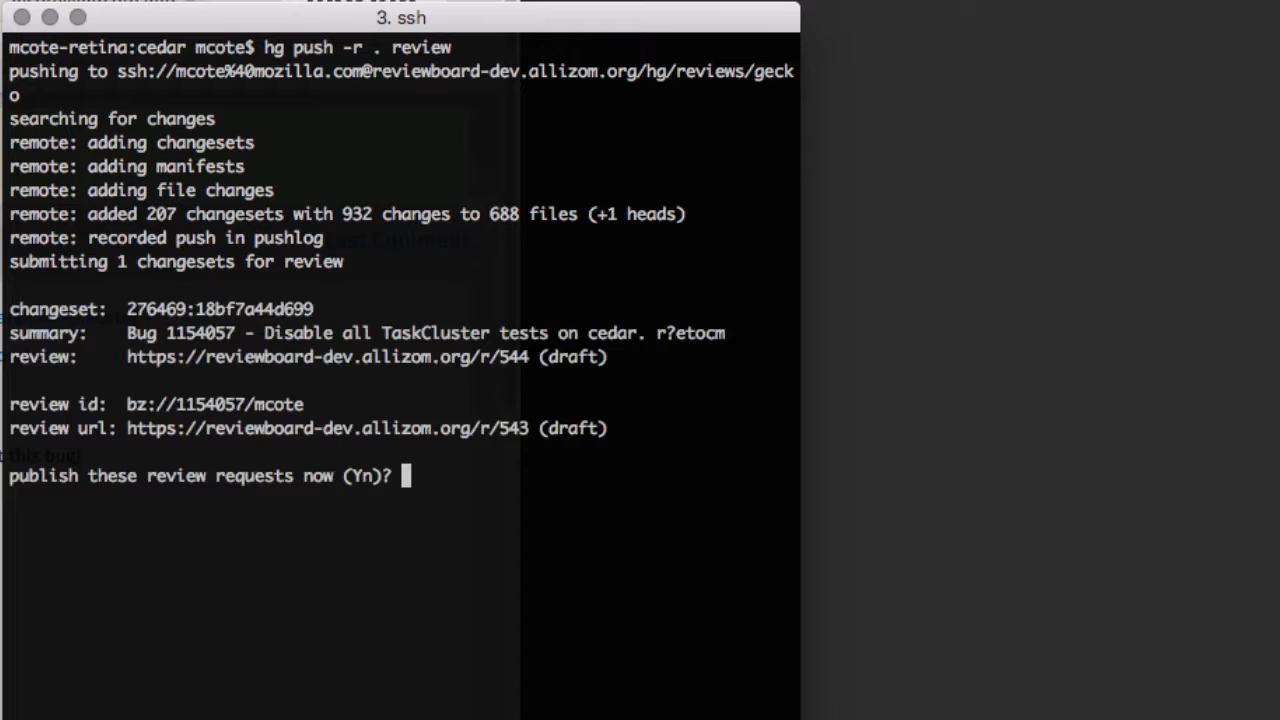 3. ssh
mcote-retina:cedar mcote$ hg push -r . review
pushing to ssh://mcote%40mozilla.com@reviewboard-dev.allizom.org/hg/reviews/geck
o
searching for changes
remote: adding changesets
remote: adding manifests
remote: adding file changes
remote: added 207 changesets with 932 changes to 688 files (+1 heads)
remote: recorded push in pushlog
submitting 1 changesets for review
changeset: 276469:18bf7a44d699
summary: Bug 1154057 - Disable all TaskCluster tests on cedar. r?etocm
review: https://reviewboard-dev.allizom.org/r/544 (draft)
review id: bz://1154057/mcote
review url: https://reviewboard-dev.allizom.org/r/543 (draft)
t this bug!
publish these review requests now (Yn)?